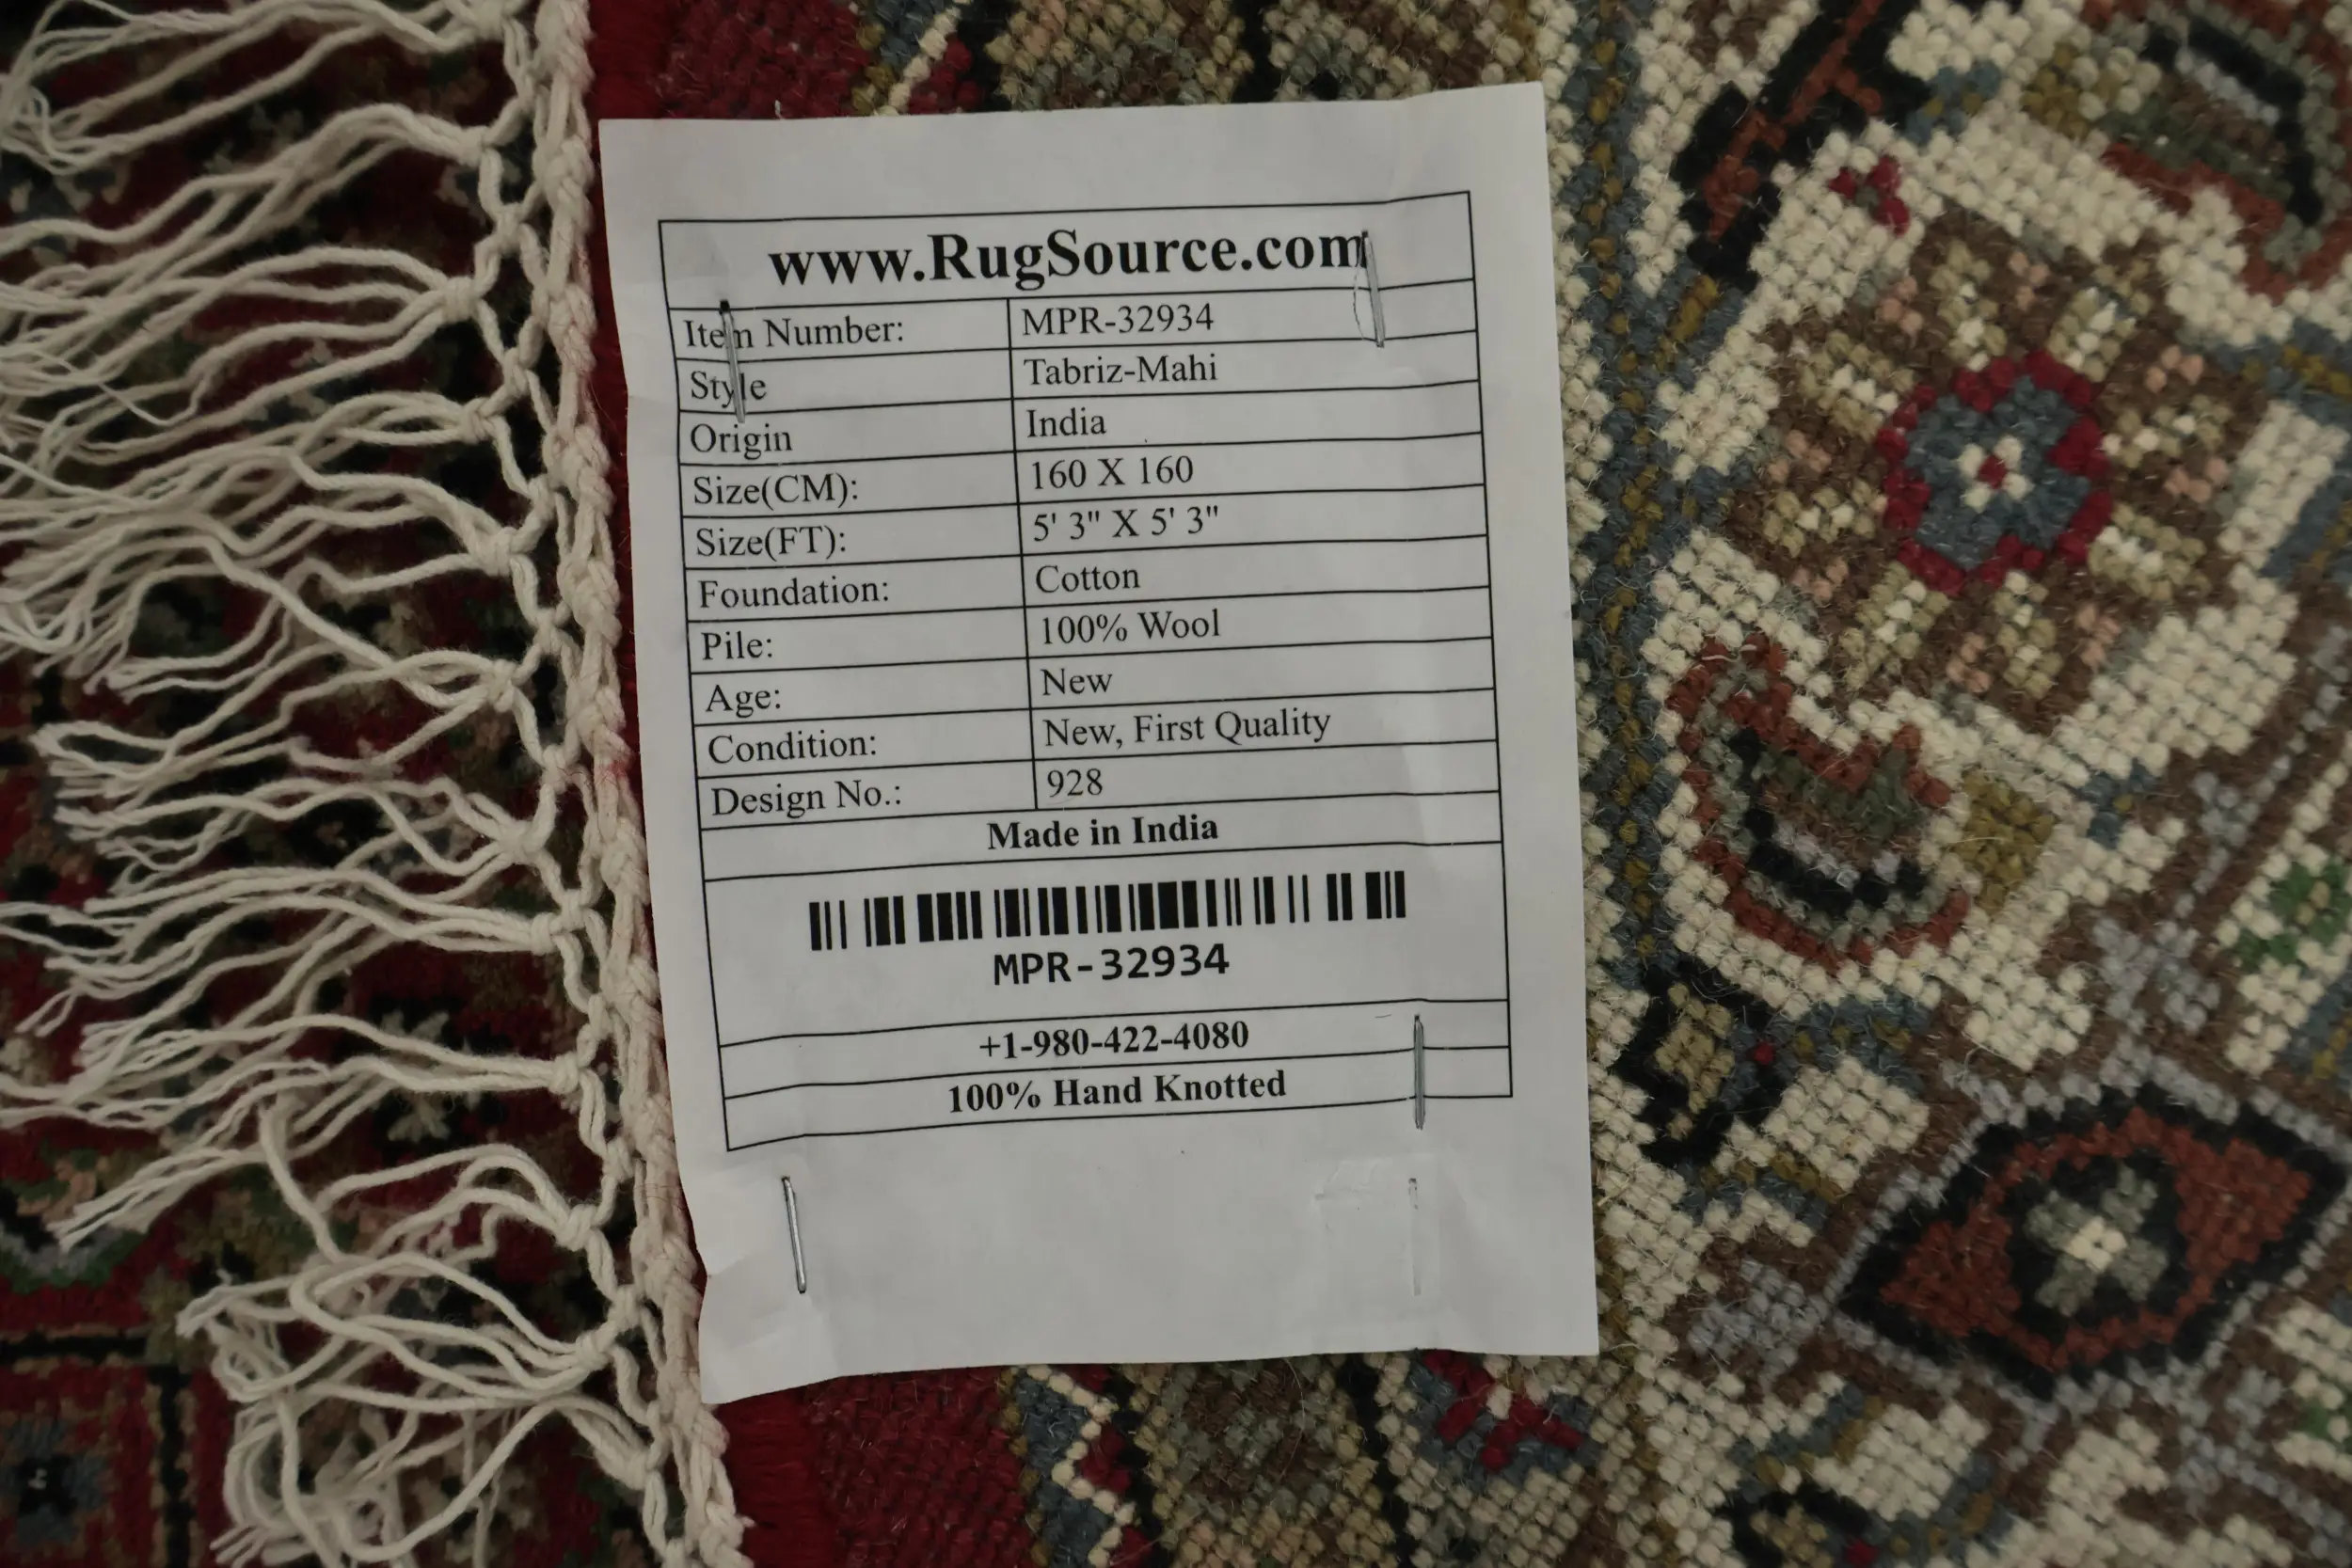 www.RugSource.com
Item Number: MPR-32934
Style Tabriz-Mahi
Origin India
Size(CM): 160 X 160
Size(FT): 5' 3" X 5' 3"
Foundation: Cotton
Pile: 100% Wool
Age: New
Condition: New, First Quality
Design No.: 928
Made in India
MPR-32934
+1-980-422-4080
100% Hand Knotted